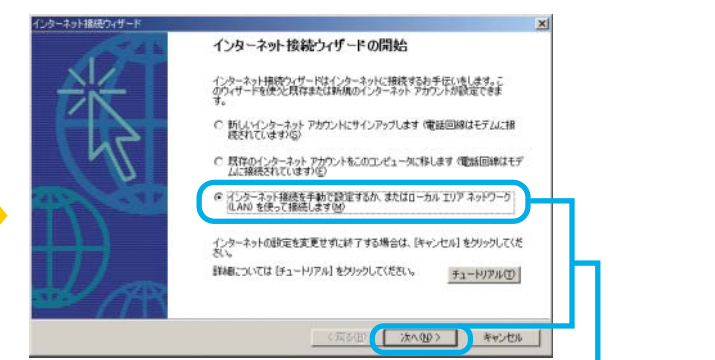 インターネット接続ウィザード
インターネット接続ウィザードの開始
インターネット接続ウィザードはインターネットに接続するお手伝いをします。こ
のウィザードを使うと既存または新規のインターネット アカウントが設定できま
す。
新しいインターネット アカウントにサインアップします (電話回線はモデムに接
続されています)(S)
既存のインターネット アカウントをこのコンピュータに移します (電話回線はモデ
ムに接続されています)(E)
インターネット接続を手動で設定するか、またはローカル エリア ネットワーク
(LAN) を使って接続します(M)
インターネットの設定を変更せずに終了する場合は、[キャンセル] をクリックしてくだ
さい。
詳細については [チュートリアル] をクリックしてください。
チュートリアル(T)
< 戻る(B)
次へ(N) >
キャンセル